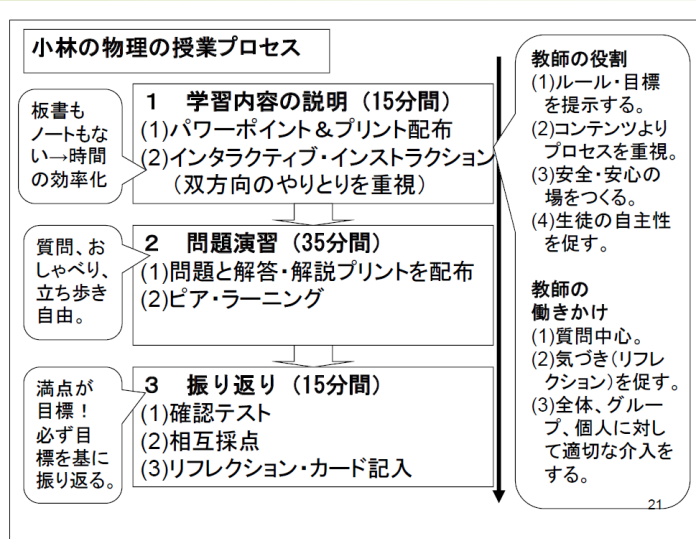 小林の物理の授業プロセス
板書も
ノートもな
い→時間
の効率化
1 学習内容の説明（15分間）
(1)パワーポイント＆プリント配布
(2)インタラクティブ・インストラクション
（双方向のやりとりを重視）
質問、お
しゃべり、
立ち歩き
自由。
2 問題演習（35分間）
(1)問題と解答・解説プリントを配布
(2)ピア・ラーニング
満点が
目標！
必ず目
標を基に
振り返る。
3 振り返り（15分間）
(1)確認テスト
(2)相互採点
(3)リフレクション・カード記入
教師の役割
(1)ルール・目標
を提示する。
(2)コンテンツより
プロセスを重視。
(3)安全・安心の
場をつくる。
(4)生徒の自主性
を促す。
教師の
働きかけ
(1)質問中心。
(2)気づき(リフレ
クション)を促す。
(3)全体、グルー
プ、個人に対し
て適切な介入を
する。
21